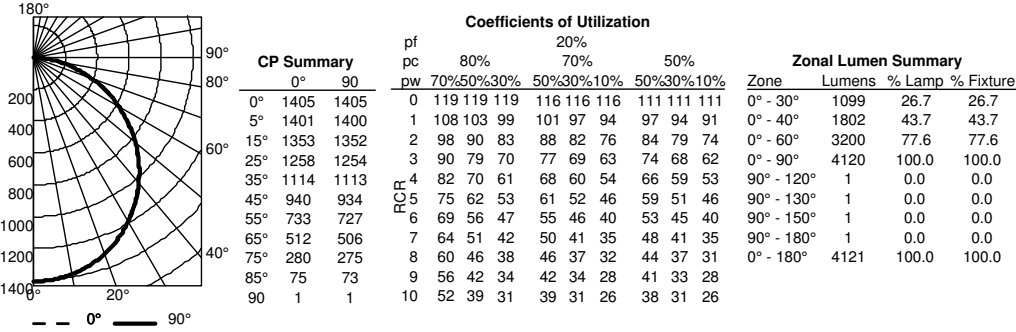 180°
90°
80°
60°
40°
20°
0°
200
400
600
800
1000
1200
1400
0° 90°
CP Summary
0° 90
0° 1405 1405
5° 1401 1400
15° 1353 1352
25° 1258 1254
35° 1114 1113
45° 940 934
55° 733 727
65° 512 506
75° 280 275
85° 75 73
90 1 1
Coefficients of Utilization
pf 20%
pc 80% 70% 50%
pw 70%50%30% 50%30%10% 50%30%10%
RCR
0 119 119 119 116 116 116 111 111 111
1 108 103 99 101 97 94 97 94 91
2 98 90 83 88 82 76 84 79 74
3 90 79 70 77 69 63 74 68 62
4 82 70 61 68 60 54 66 59 53
5 75 62 53 61 52 46 59 51 46
6 69 56 47 55 46 40 53 45 40
7 64 51 42 50 41 35 48 41 35
8 60 46 38 46 37 32 44 37 31
9 56 42 34 42 34 28 41 33 28
10 52 39 31 39 31 26 38 31 26
Zonal Lumen Summary
Zone Lumens % Lamp % Fixture
0° - 30° 1099 26.7 26.7
0° - 40° 1802 43.7 43.7
0° - 60° 3200 77.6 77.6
0° - 90° 4120 100.0 100.0
90° - 120° 1 0.0 0.0
90° - 130° 1 0.0 0.0
90° - 150° 1 0.0 0.0
90° - 180° 1 0.0 0.0
0° - 180° 4121 100.0 100.0